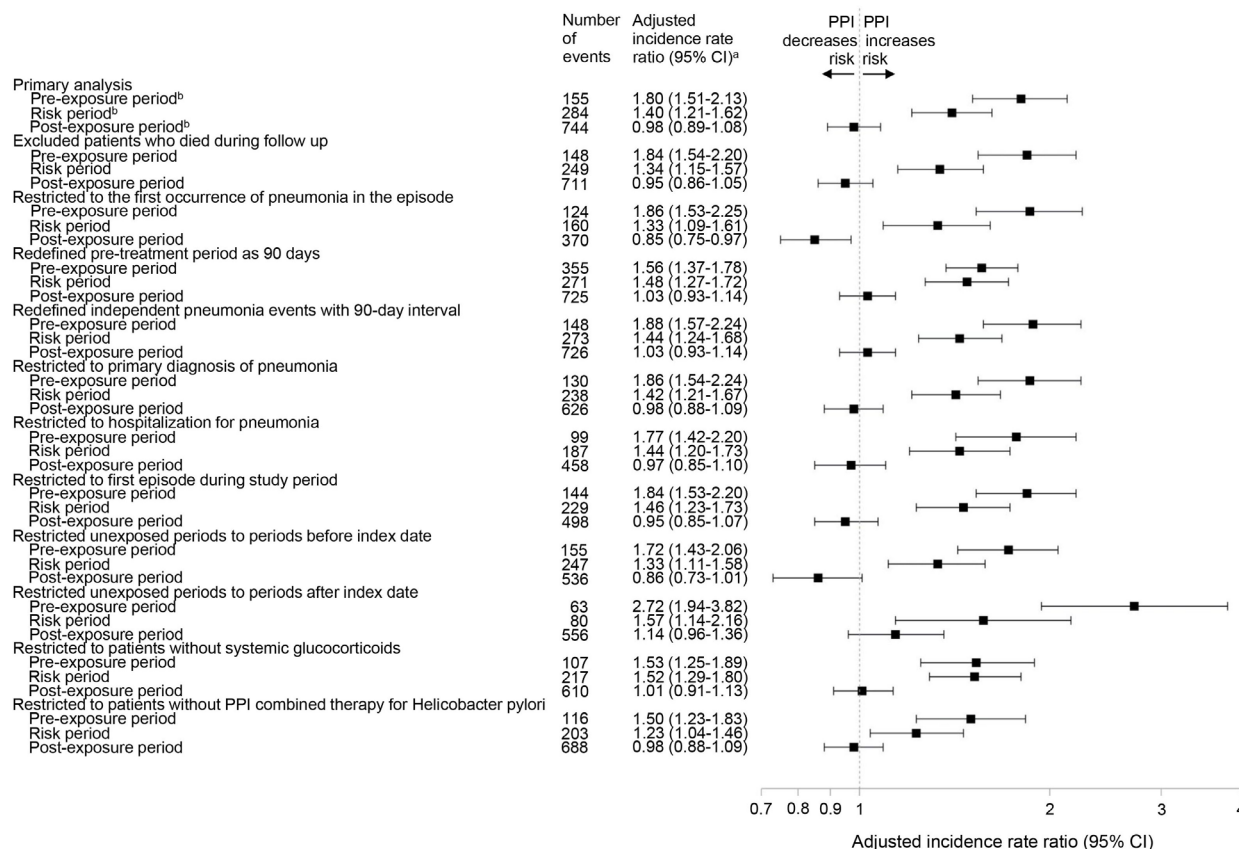 Number of events
Adjusted incidence rate ratio (95% CI)ᵃ
PPI decreases risk
PPI increases risk
Primary analysis
Pre-exposure periodᵇ 155 1.80 (1.51-2.13)
Risk periodᵇ 284 1.40 (1.21-1.62)
Post-exposure periodᵇ 744 0.98 (0.89-1.08)
Excluded patients who died during follow up
Pre-exposure period 148 1.84 (1.54-2.20)
Risk period 249 1.34 (1.15-1.57)
Post-exposure period 711 0.95 (0.86-1.05)
Restricted to the first occurrence of pneumonia in the episode
Pre-exposure period 124 1.86 (1.53-2.25)
Risk period 160 1.33 (1.09-1.61)
Post-exposure period 370 0.85 (0.75-0.97)
Redefined pre-treatment period as 90 days
Pre-exposure period 355 1.56 (1.37-1.78)
Risk period 271 1.48 (1.27-1.72)
Post-exposure period 725 1.03 (0.93-1.14)
Redefined independent pneumonia events with 90-day interval
Pre-exposure period 148 1.88 (1.57-2.24)
Risk period 273 1.44 (1.24-1.68)
Post-exposure period 726 1.03 (0.93-1.14)
Restricted to primary diagnosis of pneumonia
Pre-exposure period 130 1.86 (1.54-2.24)
Risk period 238 1.42 (1.21-1.67)
Post-exposure period 626 0.98 (0.88-1.09)
Restricted to hospitalization for pneumonia
Pre-exposure period 99 1.77 (1.42-2.20)
Risk period 187 1.44 (1.20-1.73)
Post-exposure period 458 0.97 (0.85-1.10)
Restricted to first episode during study period
Pre-exposure period 144 1.84 (1.53-2.20)
Risk period 229 1.46 (1.23-1.73)
Post-exposure period 498 0.95 (0.85-1.07)
Restricted unexposed periods to periods before index date
Pre-exposure period 155 1.72 (1.43-2.06)
Risk period 247 1.33 (1.11-1.58)
Post-exposure period 536 0.86 (0.73-1.01)
Restricted unexposed periods to periods after index date
Pre-exposure period 63 2.72 (1.94-3.82)
Risk period 80 1.57 (1.14-2.16)
Post-exposure period 556 1.14 (0.96-1.36)
Restricted to patients without systemic glucocorticoids
Pre-exposure period 107 1.53 (1.25-1.89)
Risk period 217 1.52 (1.29-1.80)
Post-exposure period 610 1.01 (0.91-1.13)
Restricted to patients without PPI combined therapy for Helicobacter pylori
Pre-exposure period 116 1.50 (1.23-1.83)
Risk period 203 1.23 (1.04-1.46)
Post-exposure period 688 0.98 (0.88-1.09)
0.7 0.8 0.9 1 2 3 4
Adjusted incidence rate ratio (95% CI)